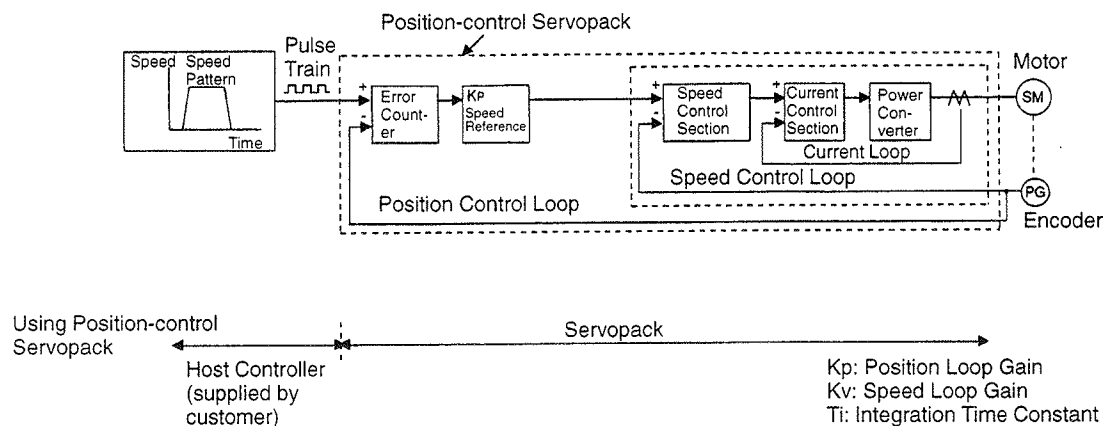 Position-control Servopack
Speed
Speed
Pattern
Time
Pulse
Train
+
-
Error
Count-
er
Kp
Speed
Reference
+
-
Speed
Control
Section
+
-
Current
Control
Section
Power
Con-
verter
Motor
SM
Current Loop
Speed Control Loop
Position Control Loop
PG
Encoder
Using Position-control
Servopack
Host Controller
(supplied by
customer)
Servopack
Kp: Position Loop Gain
Kv: Speed Loop Gain
Ti: Integration Time Constant